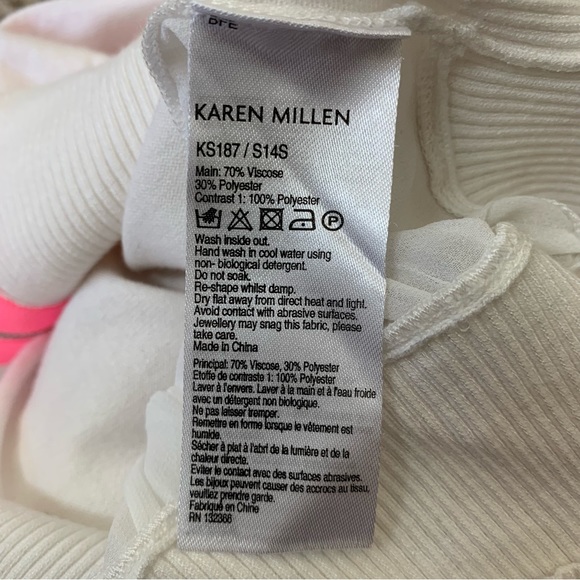 BFE
KAREN MILLEN
KS187 / S14S
Main: 70% Viscose
30% Polyester
Contrast 1: 100% Polyester
Wash inside out.
Hand wash in cool water using
non- biological detergent.
Do not soak.
Re-shape whilst damp.
Dry flat away from direct heat and light.
Avoid contact with abrasive surfaces.
Jewellery may snag this fabric, please
take care.
Made in China
Principal: 70% Viscose, 30% Polyester
Etoffe de contraste 1: 100% Polyester
Laver à l'envers. Laver à la main et à l'eau froide
avec un détergent non biologique.
Ne pas laisser tremper.
Remettre en forme lorsque le vêtement est
humide.
Sécher à plat à l'abri de la lumière et de la
chaleur directe.
Eviter le contact avec des surfaces abrasives.
Les bijoux peuvent causer des accrocs au tissu,
veuillez prendre garde.
Fabriqué en Chine
RN 132366